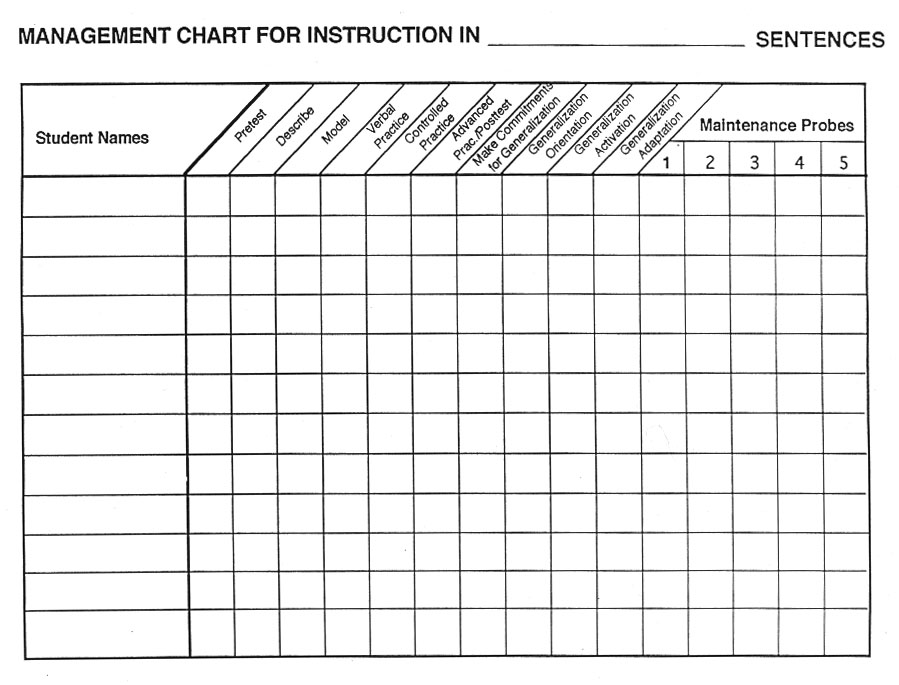 MANAGEMENT CHART FOR INSTRUCTION IN ____________________ SENTENCES
Student Names
Pretest
Describe
Model
Verbal
Practice
Controlled
Practice
Advanced
Prac./Posttest
Make Commitments
for Generalization
Generalization
Orientation
Generalization
Activation
Generalization
Adaptation
Maintenance Probes
1 2 3 4 5